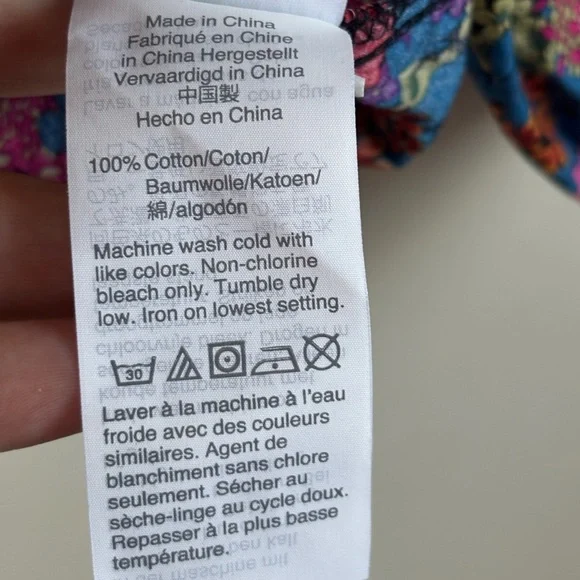 Made in China
Fabriqué en Chine
in China Hergestellt
Vervaardigd in China
中国製
Hecho en China
100% Cotton/Coton/
Baumwolle/Katoen/
綿/algodón
Machine wash cold with
like colors. Non-chlorine
bleach only. Tumble dry
low. Iron on lowest setting.
30
Laver à la machine à l'eau
froide avec des couleurs
similaires. Agent de
blanchiment sans chlore
seulement. Sécher au
sèche-linge au cycle doux.
Repasser à la plus basse
température.